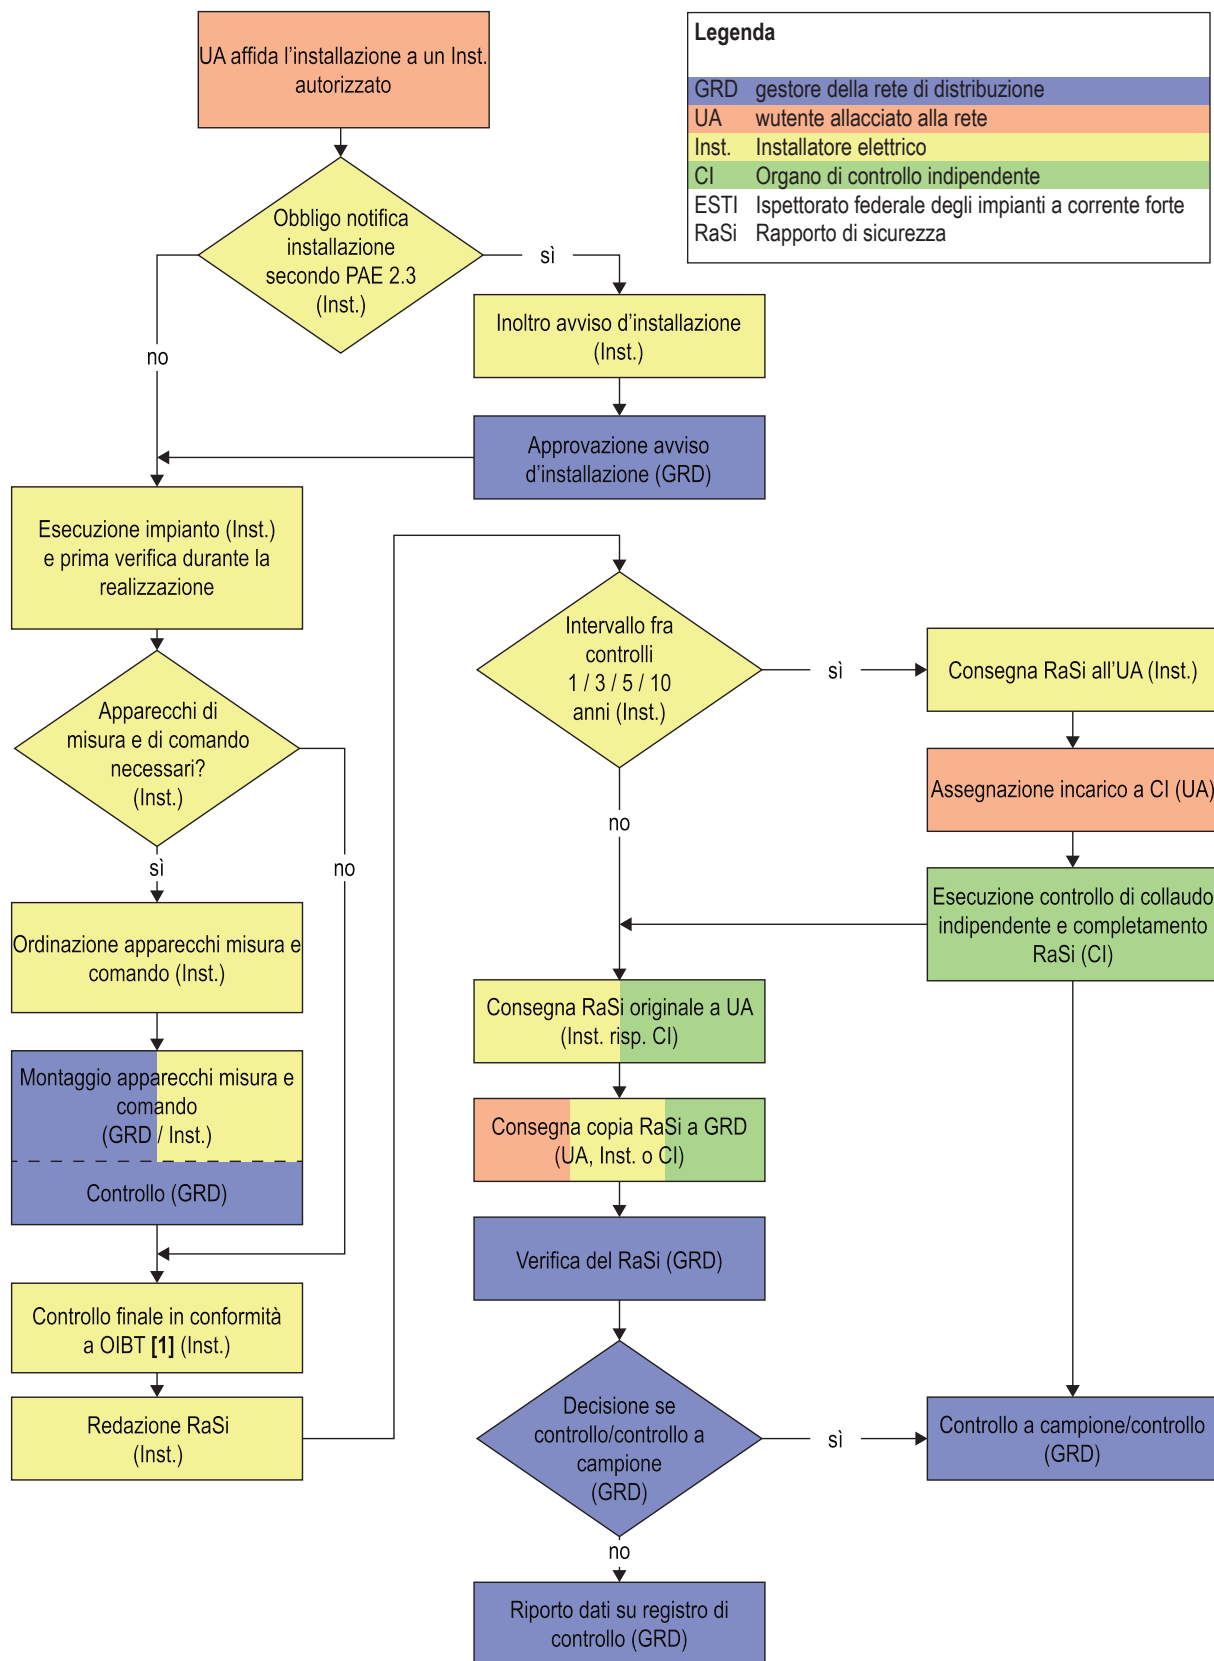 UA affida l'installazione a un Inst.
autorizzato
Legenda
GRD gestore della rete di distribuzione
UA wutente allacciato alla rete
Inst. Installatore elettrico
CI Organo di controllo indipendente
ESTI Ispettorato federale degli impianti a corrente forte
RaSi Rapporto di sicurezza
Obbligo notifica
installazione
secondo PAE 2.3
(Inst.)
sì
no
Inoltro avviso d'installazione
(Inst.)
Approvazione avviso
d'installazione (GRD)
Esecuzione impianto (Inst.)
e prima verifica durante la
realizzazione
Apparecchi di
misura e di comando
necessari?
(Inst.)
sì
no
Ordinazione apparecchi misura e
comando (Inst.)
Montaggio apparecchi misura e
comando
(GRD / Inst.)
Controllo (GRD)
Controllo finale in conformità
a OIBT [1] (Inst.)
Redazione RaSi
(Inst.)
Intervallo fra
controlli
1 / 3 / 5 / 10
anni (Inst.)
sì
no
Consegna RaSi all'UA (Inst.)
Assegnazione incarico a CI (UA)
Esecuzione controllo di collaudo
indipendente e completamento
RaSi (CI)
Consegna RaSi originale a UA
(Inst. risp. CI)
Consegna copia RaSi a GRD
(UA, Inst. o CI)
Verifica del RaSi (GRD)
Decisione se
controllo/controllo a
campione
(GRD)
sì
no
Controllo a campione/controllo
(GRD)
Riporto dati su registro di
controllo (GRD)